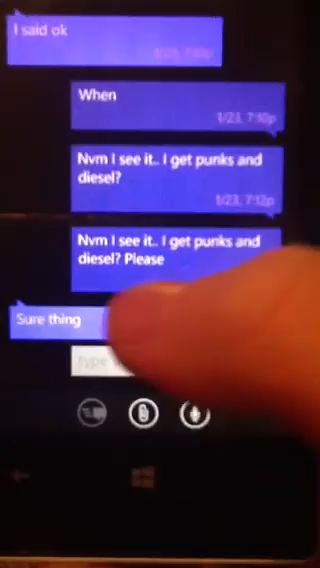 I said ok
When
1/23, 7:10p
Nvm I see it.. I get punks and
diesel?
1/23, 7:12p
Nvm I see it.. I get punks and
diesel? Please
Sure thing
type